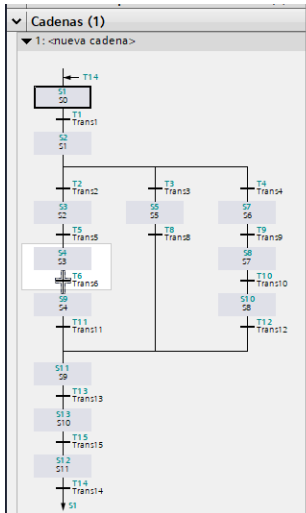 Cadenas (1)
1: <nueva cadena>
T14
S1
S0
T1
Trans1
S2
S1
T2
Trans2
T3
Trans3
T4
Trans4
S3
S2
S5
S5
S7
S6
T5
Trans5
T8
Trans8
T9
Trans9
S4
S3
S8
S7
T6
Trans6
T10
Trans10
S9
S4
S10
S8
T11
Trans11
T12
Trans12
S11
S9
T13
Trans13
S13
S10
T15
Trans15
S12
S11
T14
Trans14
S1